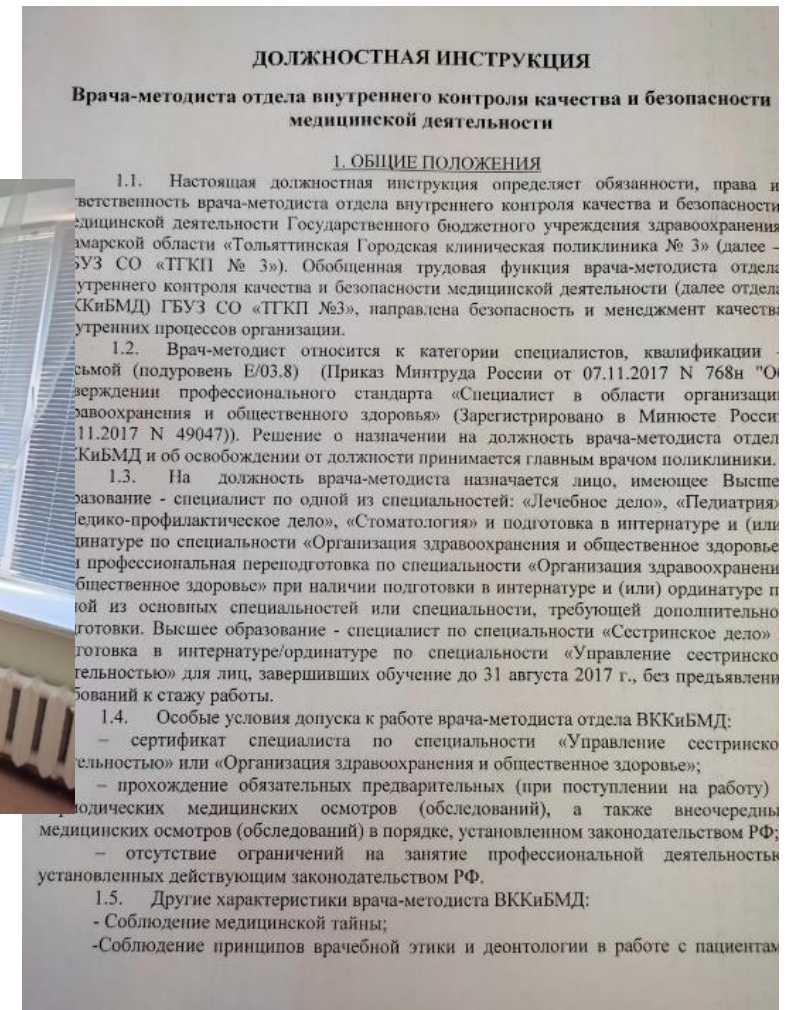 ДОЛЖНОСТНАЯ ИНСТРУКЦИЯ
Врача-методиста отдела внутреннего контроля качества и безопасности
медицинской деятельности
1. ОБЩИЕ ПОЛОЖЕНИЯ
1.1. Настоящая должностная инструкция определяет обязанности, права и
тветственность врача-методиста отдела внутреннего контроля качества и безопасности
едицинской деятельности Государственного бюджетного учреждения здравоохранения
амарской области «Тольяттинская Городская клиническая поликлиника № 3» (далее –
БУЗ СО «ТГКП № 3»). Обобщенная трудовая функция врача-методиста отдела
утреннего контроля качества и безопасности медицинской деятельности (далее отдела
ККиБМД) ГБУЗ СО «ТГКП №3», направлена безопасность и менеджмент качества
утренних процессов организации.
1.2. Врач-методист относится к категории специалистов, квалификации -
сьмой (подуровень Е/03.8) (Приказ Минтруда России от 07.11.2017 N 768н "Об
верждении профессионального стандарта «Специалист в области организаци
равоохранения и общественного здоровья» (Зарегистрировано в Минюсте Росси
.11.2017 N 49047)). Решение о назначении на должность врача-методиста отдел
ККиБМД и об освобождении от должности принимается главным врачом поликлиники.
1.3. На должность врача-методиста назначается лицо, имеющее Высше
разование - специалист по одной из специальностей: «Лечебное дело», «Педиатрия»
едико-профилактическое дело», «Стоматология» и подготовка в интернатуре и (или
динатуре по специальности «Организация здравоохранения и общественное здоровье
и профессиональная переподготовка по специальности «Организация здравоохранени
бщественное здоровье» при наличии подготовки в интернатуре и (или) ординатуре п
ной из основных специальностей или специальности, требующей дополнительно
готовки. Высшее образование - специалист по специальности «Сестринское дело»
готовка в интернатуре/ординатуре по специальности «Управление сестринско
тельностью» для лиц, завершивших обучение до 31 августа 2017 г., без предъявлени
бований к стажу работы.
1.4. Особые условия допуска к работе врача-методиста отдела ВККиБМД:
– сертификат специалиста по специальности «Управление сестринско
тельностью» или «Организация здравоохранения и общественное здоровье»;
– прохождение обязательных предварительных (при поступлении на работу)
риодических медицинских осмотров (обследований), а также внеочередны
медицинских осмотров (обследований) в порядке, установленном законодательством РФ;
– отсутствие ограничений на занятие профессиональной деятельностью
установленных действующим законодательством РФ.
1.5. Другие характеристики врача-методиста ВККиБМД:
- Соблюдение медицинской тайны;
-Соблюдение принципов врачебной этики и деонтологии в работе с пациентам